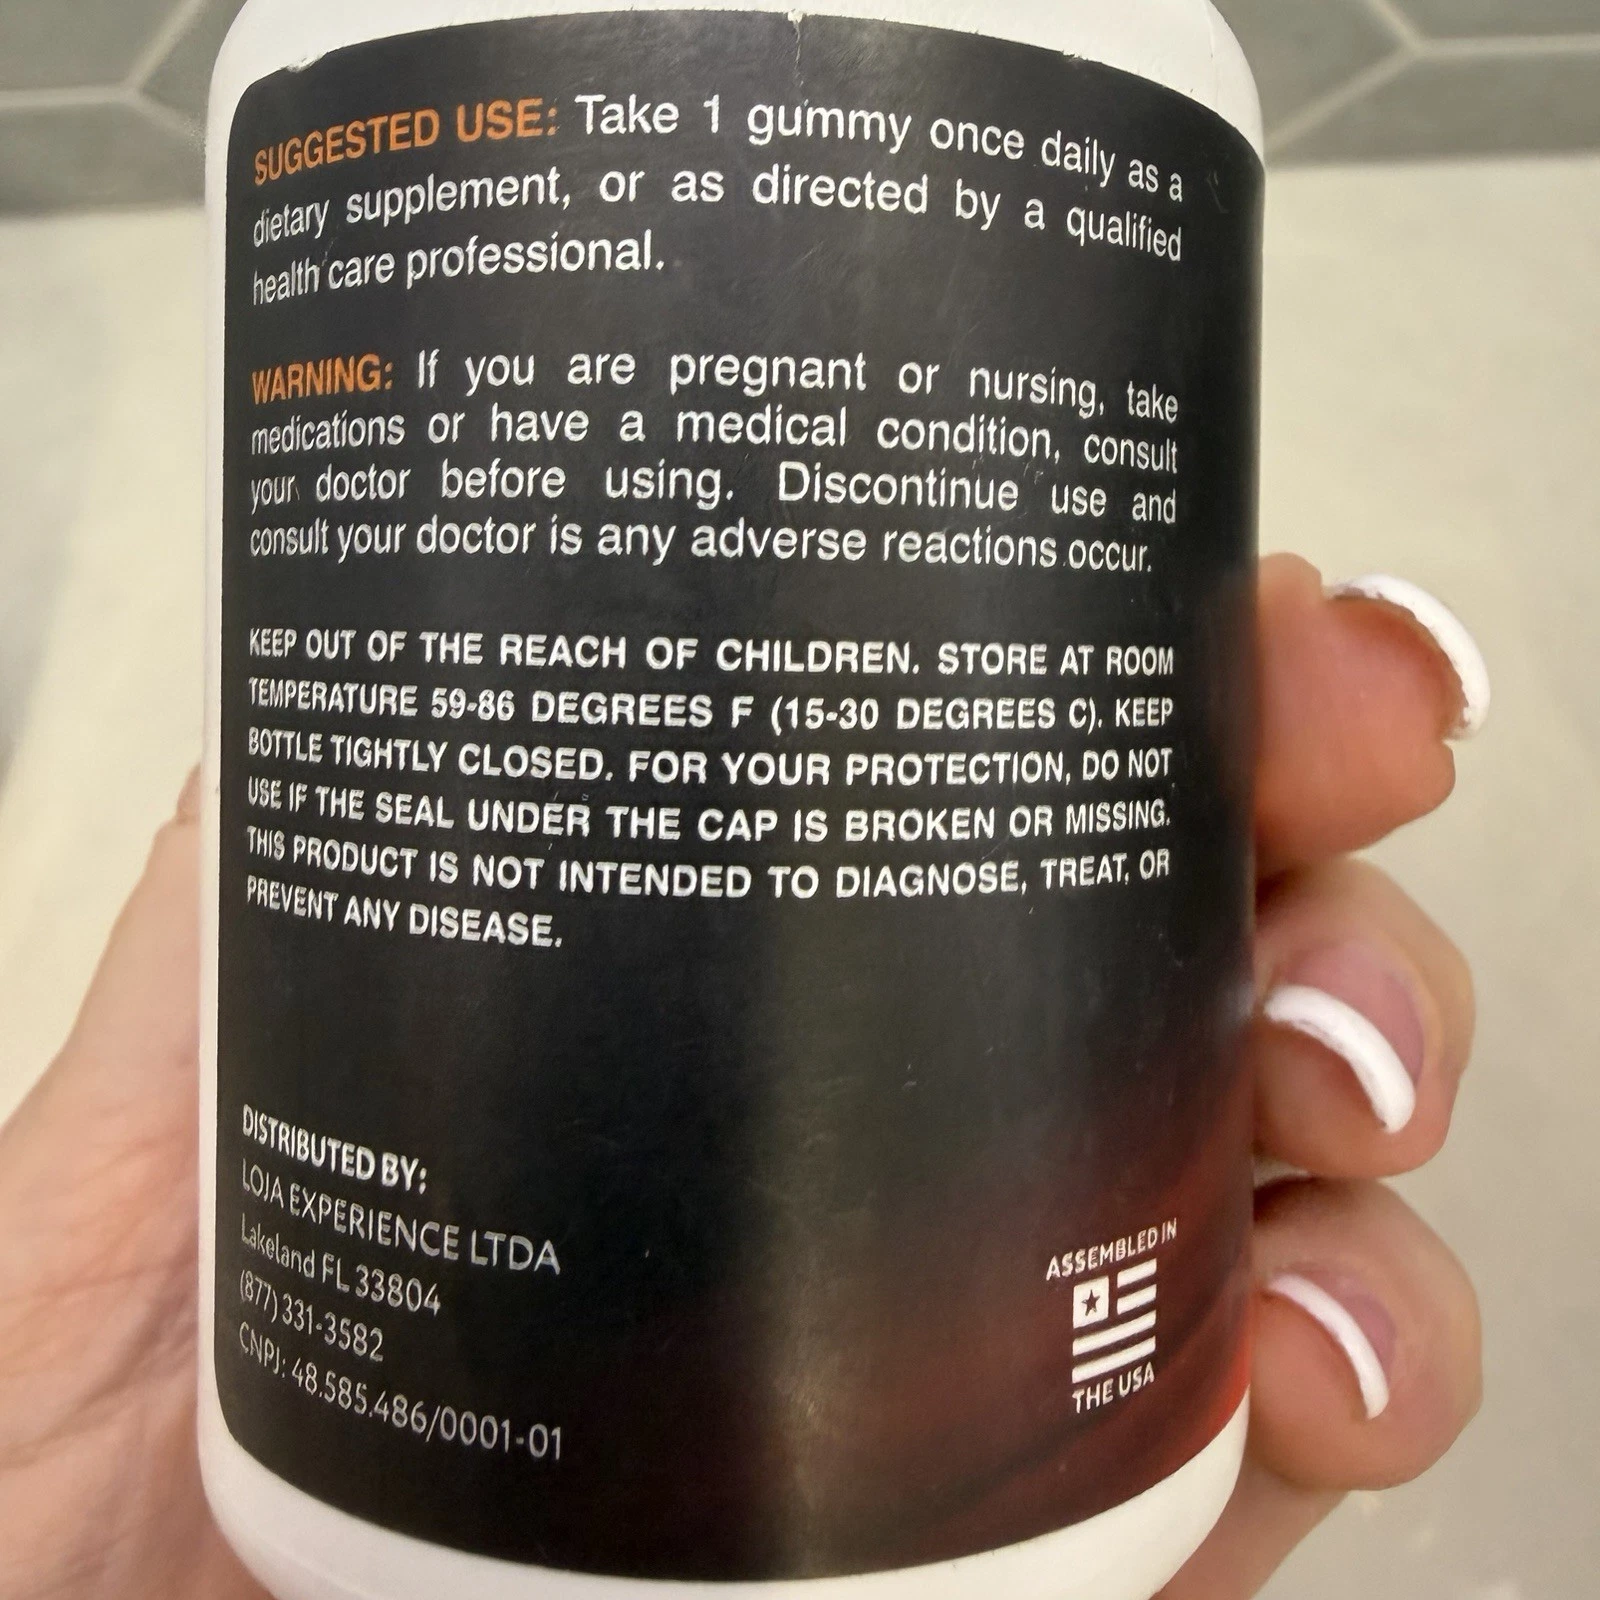 SUGGESTED USE: Take 1 gummy once daily as a
dietary supplement, or as directed by a qualified
health care professional.
WARNING: If you are pregnant or nursing, take
medications or have a medical condition, consult
your doctor before using. Discontinue use and
consult your doctor is any adverse reactions occur.
KEEP OUT OF THE REACH OF CHILDREN. STORE AT ROOM
TEMPERATURE 59-86 DEGREES F (15-30 DEGREES C). KEEP
BOTTLE TIGHTLY CLOSED. FOR YOUR PROTECTION, DO NOT
USE IF THE SEAL UNDER THE CAP IS BROKEN OR MISSING.
THIS PRODUCT IS NOT INTENDED TO DIAGNOSE, TREAT, OR
PREVENT ANY DISEASE.
DISTRIBUTED BY:
LOJA EXPERIENCE LTDA
Lakeland FL 33804
(877) 331-3582
CNPJ: 48.585.486/0001-01
ASSEMBLED IN
THE USA